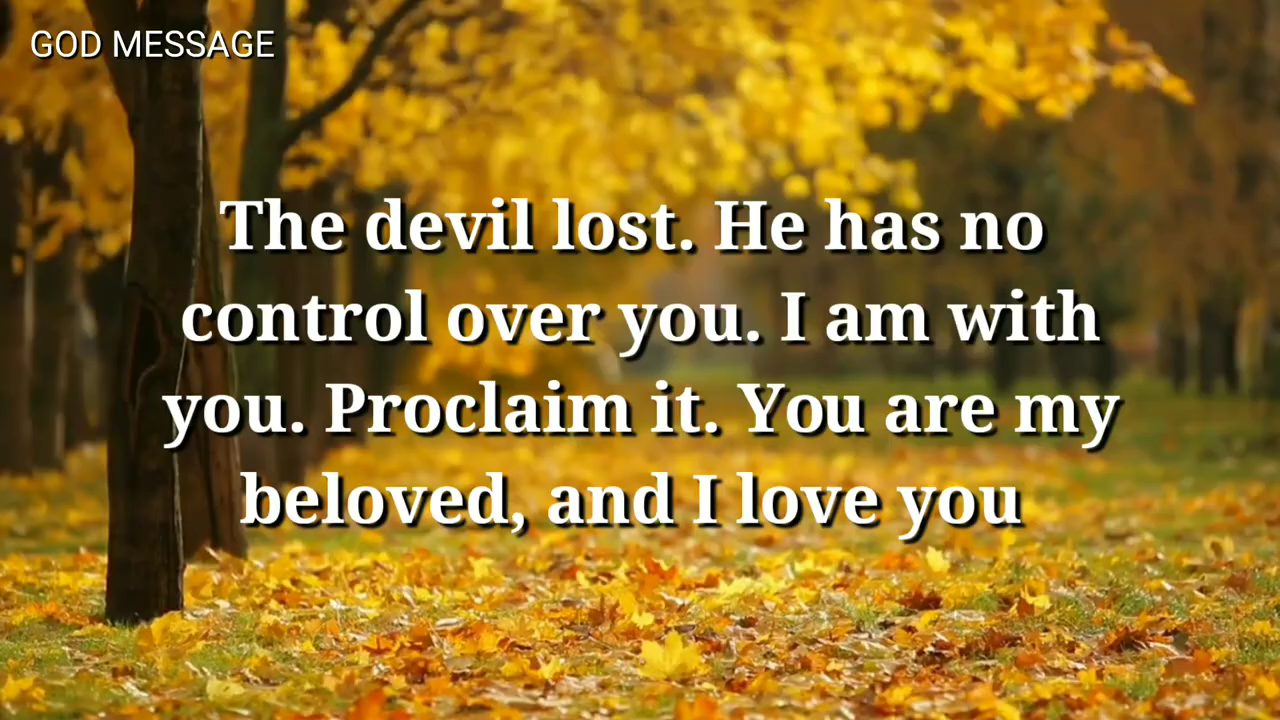 GOD MESSAGE
The devil lost. He has no
control over you. I am with
you. Proclaim it. You are my
beloved, and I love you